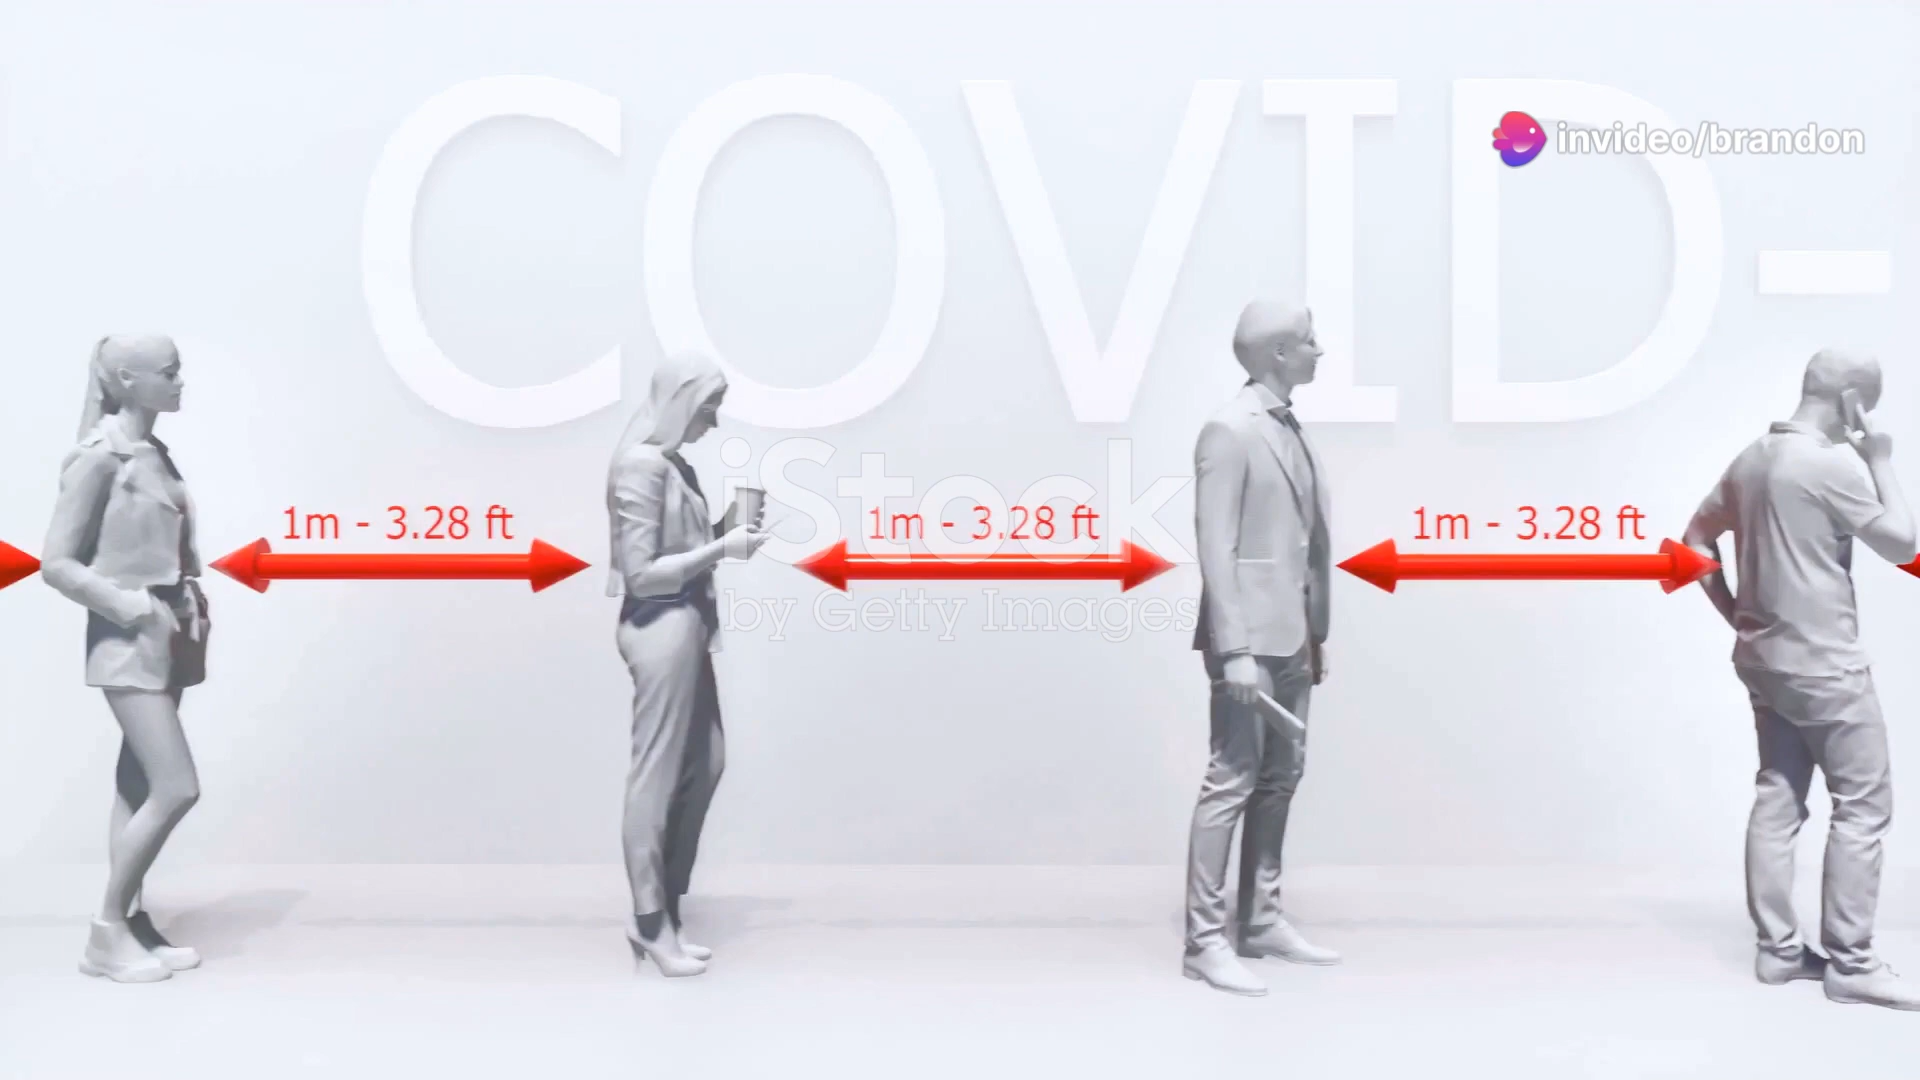 COVID-
invideo/brandon
iStock
1m - 3.28 ft
1m - 3.28 ft
1m - 3.28 ft
by Getty Images